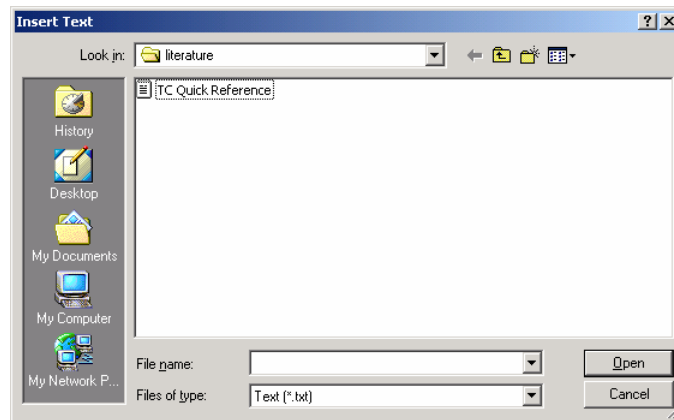 Insert Text
Look in: literature
TC Quick Reference
History
Desktop
My Documents
My Computer
My Network P...
File name:
Open
Files of type: Text (*.txt)
Cancel